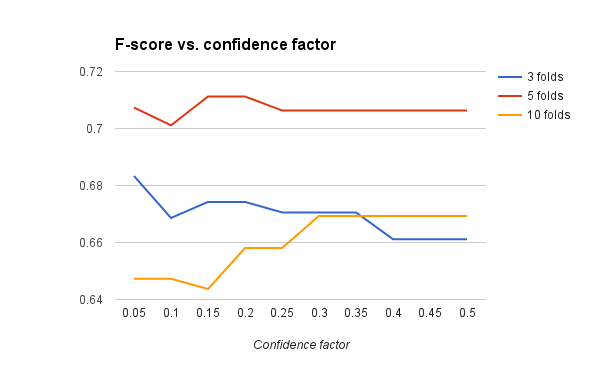 F-score vs. confidence factor
0.72
0.7
0.68
0.66
0.64
0.05 0.1 0.15 0.2 0.25 0.3 0.35 0.4 0.45 0.5
Confidence factor
3 folds
5 folds
10 folds